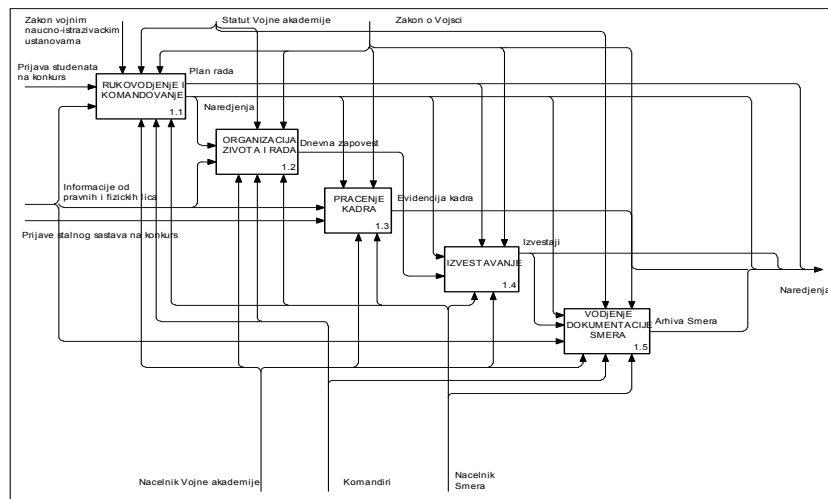 Zakon vojnim
naucno-istrazivackim
ustanovama
Statut Vojne akademije
Zakon o Vojsci
Prijava studenata
na konkurs
Plan rada
RUKOVODJENJE I
KOMANDOVANJE
1.1
Naredjenja
ORGANIZACIJA
ZIVOTA I RADA
1.2
Dnevna zapovest
Informacije od
pravnih i fizickih lica
PRACENJE
KADRA
1.3
Evidencija kadra
Prijave stalnog sastava na konkurs
IZVESTAVANJE
1.4
Izvestaji
Naredjenja
VODJENJE
DOKUMENTACIJE
SMERA
1.5
Arhiva Smera
Nacelnik Vojne akademije
Komandiri
Nacelnik
Smera